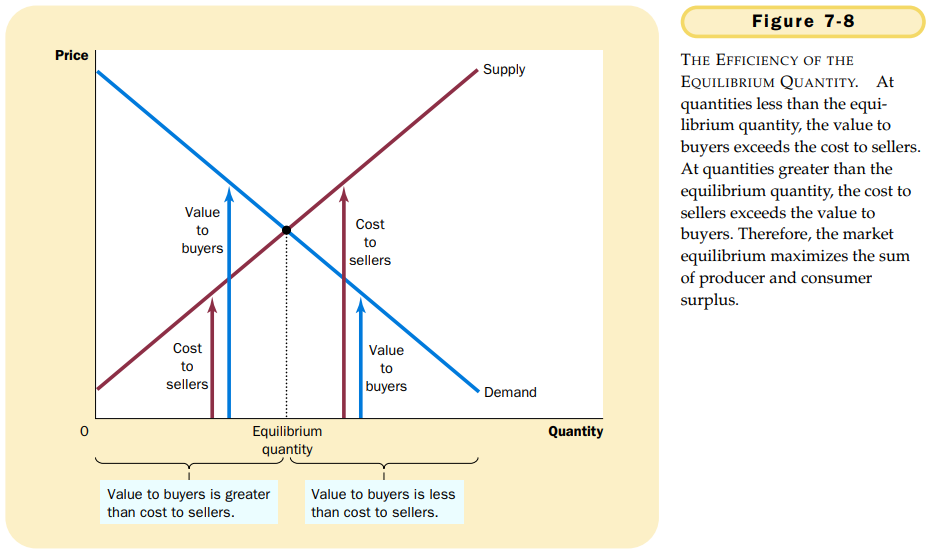 Figure 7-8
THE EFFICIENCY OF THE
EQUILIBRIUM QUANTITY. At
quantities less than the equi-
librium quantity, the value to
buyers exceeds the cost to sellers.
At quantities greater than the
equilibrium quantity, the cost to
sellers exceeds the value to
buyers. Therefore, the market
equilibrium maximizes the sum
of producer and consumer
surplus.
Price
Supply
Value
to
buyers
Cost
to
sellers
Cost
to
sellers
Value
to
buyers
Demand
0
Equilibrium
quantity
Quantity
Value to buyers is greater
than cost to sellers.
Value to buyers is less
than cost to sellers.